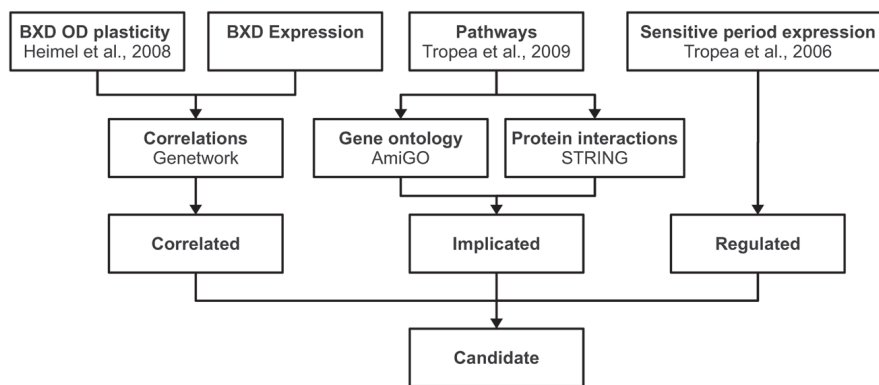 BXD OD plasticity
Heimel et al., 2008
BXD Expression
Pathways
Tropea et al., 2009
Sensitive period expression
Tropea et al., 2006
Correlations
Genetwork
Gene ontology
AmiGO
Protein interactions
STRING
Correlated
Implicated
Regulated
Candidate